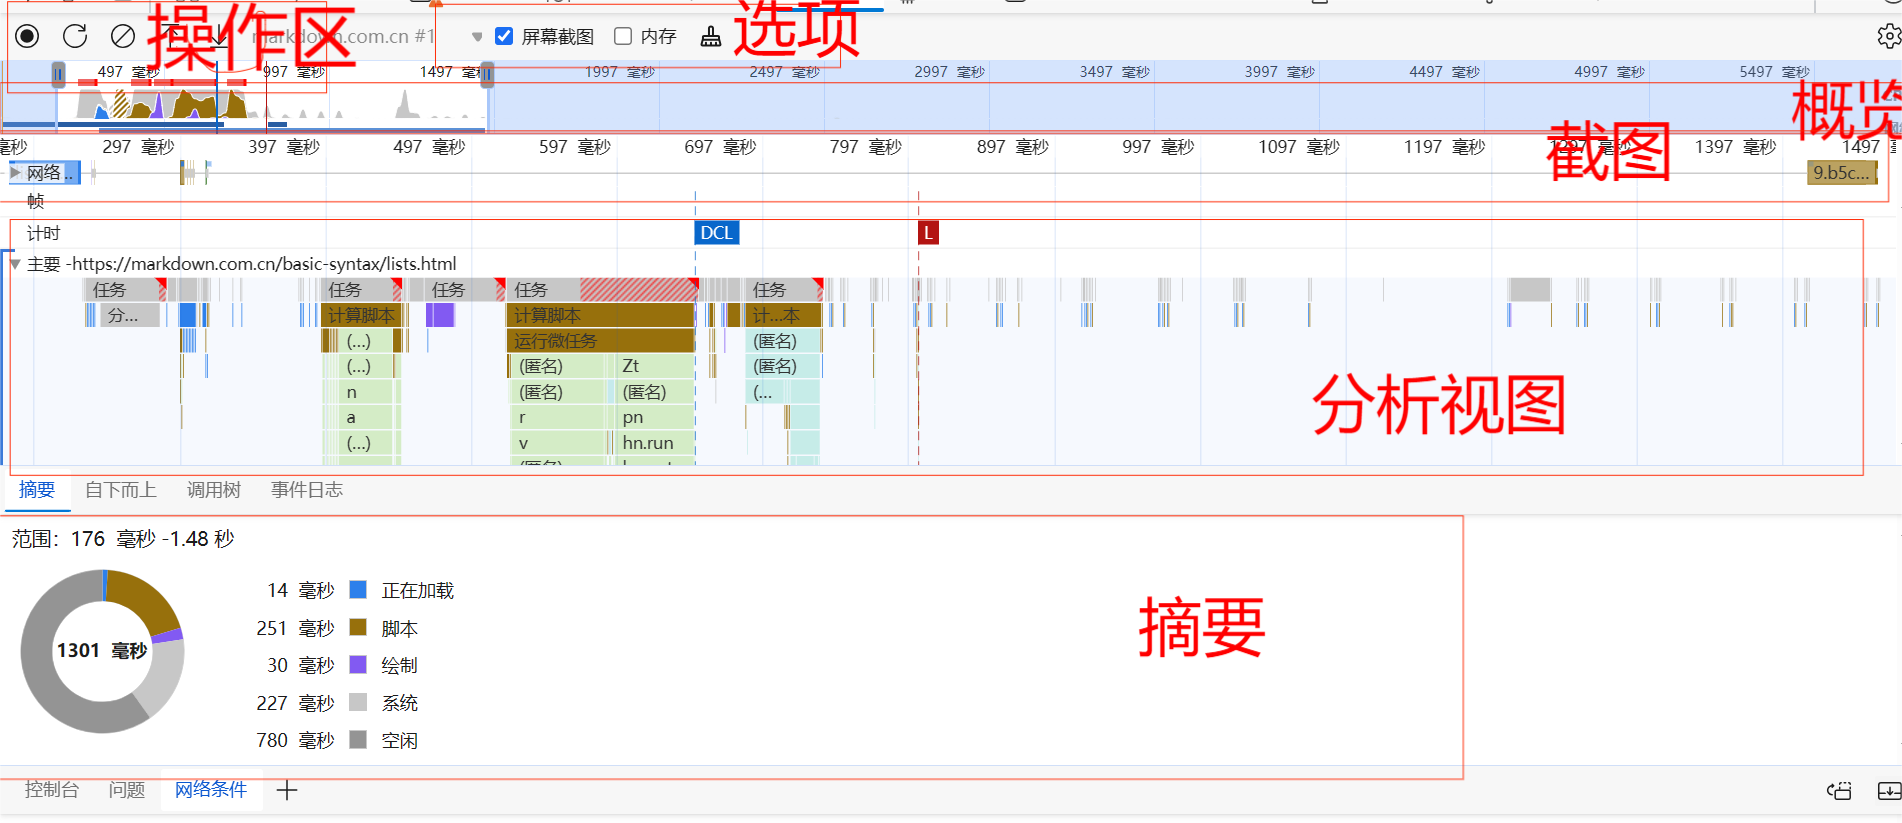 操作区
选项
markdown.com.cn #1
屏幕截图
内存
497 毫秒
997 毫秒
1497 毫秒
1997 毫秒
2497 毫秒
2997 毫秒
3497 毫秒
3997 毫秒
4497 毫秒
4997 毫秒
5497 毫秒
概览
截图
毫秒
297 毫秒
397 毫秒
497 毫秒
597 毫秒
697 毫秒
797 毫秒
897 毫秒
997 毫秒
1097 毫秒
1197 毫秒
1297 毫秒
1397 毫秒
1497
网络...
9.b5c...
帧
计时
DCL
L
主要 -https://markdown.com.cn/basic-syntax/lists.html
任务 任务 任务 任务 任务
分... 计算脚本 计算脚本 计...本
运行微任务
(...) (匿名)
(...) (匿名) Zt (匿名)
n (匿名) (匿名) (...
a r pn
(...) v hn.run
分析视图
摘要 自下而上 调用树 事件日志
范围：176 毫秒 -1.48 秒
1301 毫秒
14 毫秒 正在加载
251 毫秒 脚本
30 毫秒 绘制
227 毫秒 系统
780 毫秒 空闲
摘要
控制台 问题 网络条件